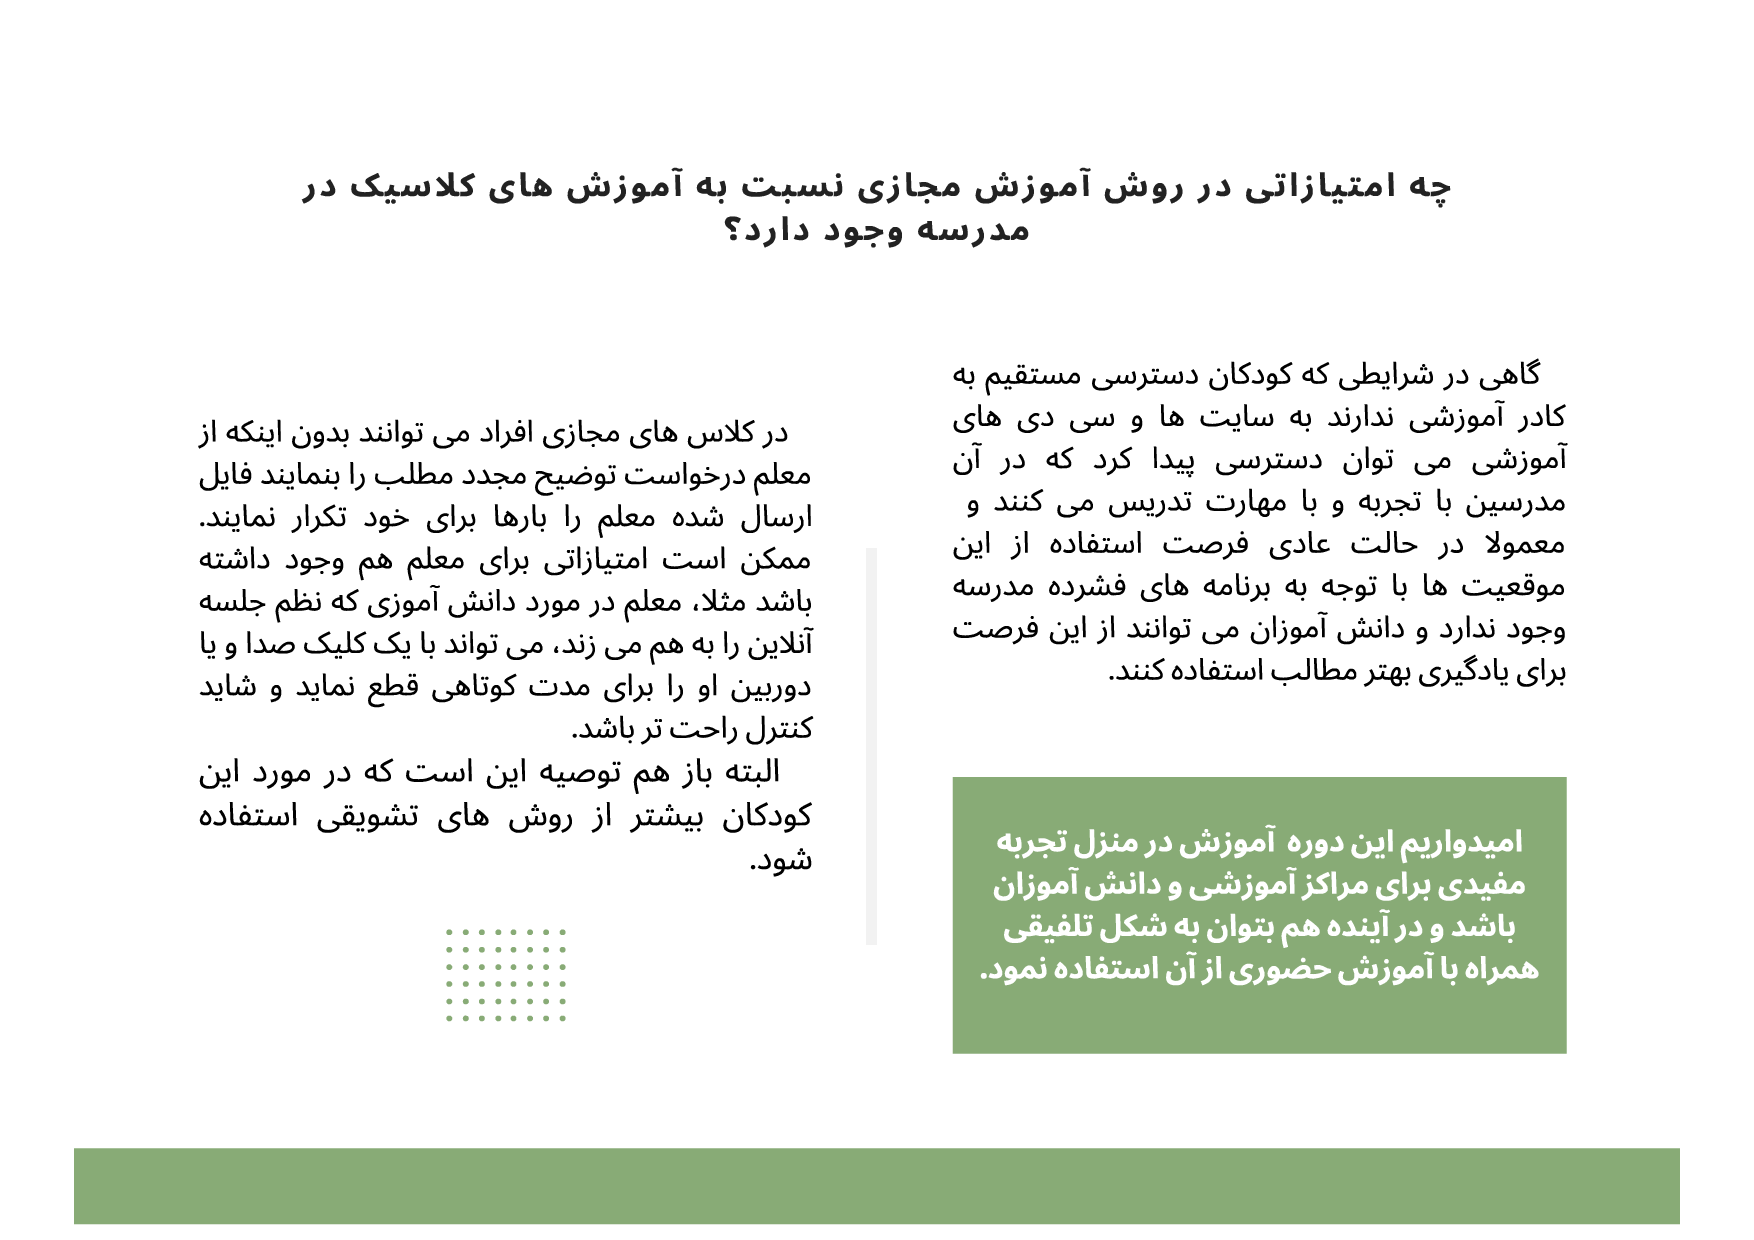 چه امتیازاتی در روش آموزش مجازی نسبت به آموزش های کلاسیک در
مدرسه وجود دارد؟
گاهی در شرایطی که کودکان دسترسی مستقیم به
کادر آموزشی ندارند به سایت ها و سی دی های
آموزشی می توان دسترسی پیدا کرد که در آن
مدرسین با تجربه و با مهارت تدریس می کنند و
معمولا در حالت عادی فرصت استفاده از این
موقعیت ها با توجه به برنامه های فشرده مدرسه
وجود ندارد و دانش آموزان می توانند از این فرصت
برای یادگیری بهتر مطالب استفاده کنند.
امیدواریم این دوره آموزش در منزل تجربه
مفیدی برای مراکز آموزشی و دانش آموزان
باشد و در آینده هم بتوان به شکل تلفیقی
همراه با آموزش حضوری از آن استفاده نمود.
در کلاس های مجازی افراد می توانند بدون اینکه از
معلم درخواست توضیح مجدد مطلب را بنمایند فایل
ارسال شده معلم را بارها برای خود تکرار نمایند.
ممکن است امتیازاتی برای معلم هم وجود داشته
باشد مثلا، معلم در مورد دانش آموزی که نظم جلسه
آنلاین را به هم می زند، می تواند با یک کلیک صدا و یا
دوربین او را برای مدت کوتاهی قطع نماید و شاید
کنترل راحت تر باشد.
البته باز هم توصیه این است که در مورد این
کودکان بیشتر از روش های تشویقی استفاده
شود.